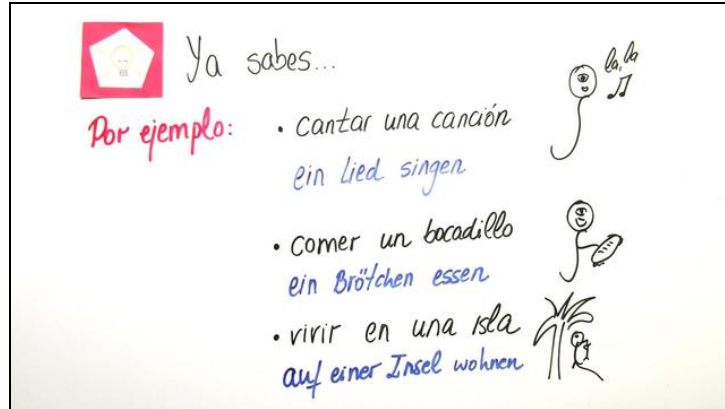 Ya sabes...
la, la
Por ejemplo: • cantar una canción
ein Lied singen
• comer un bocadillo
ein Brötchen essen
• vivir en una isla
auf einer Insel wohnen